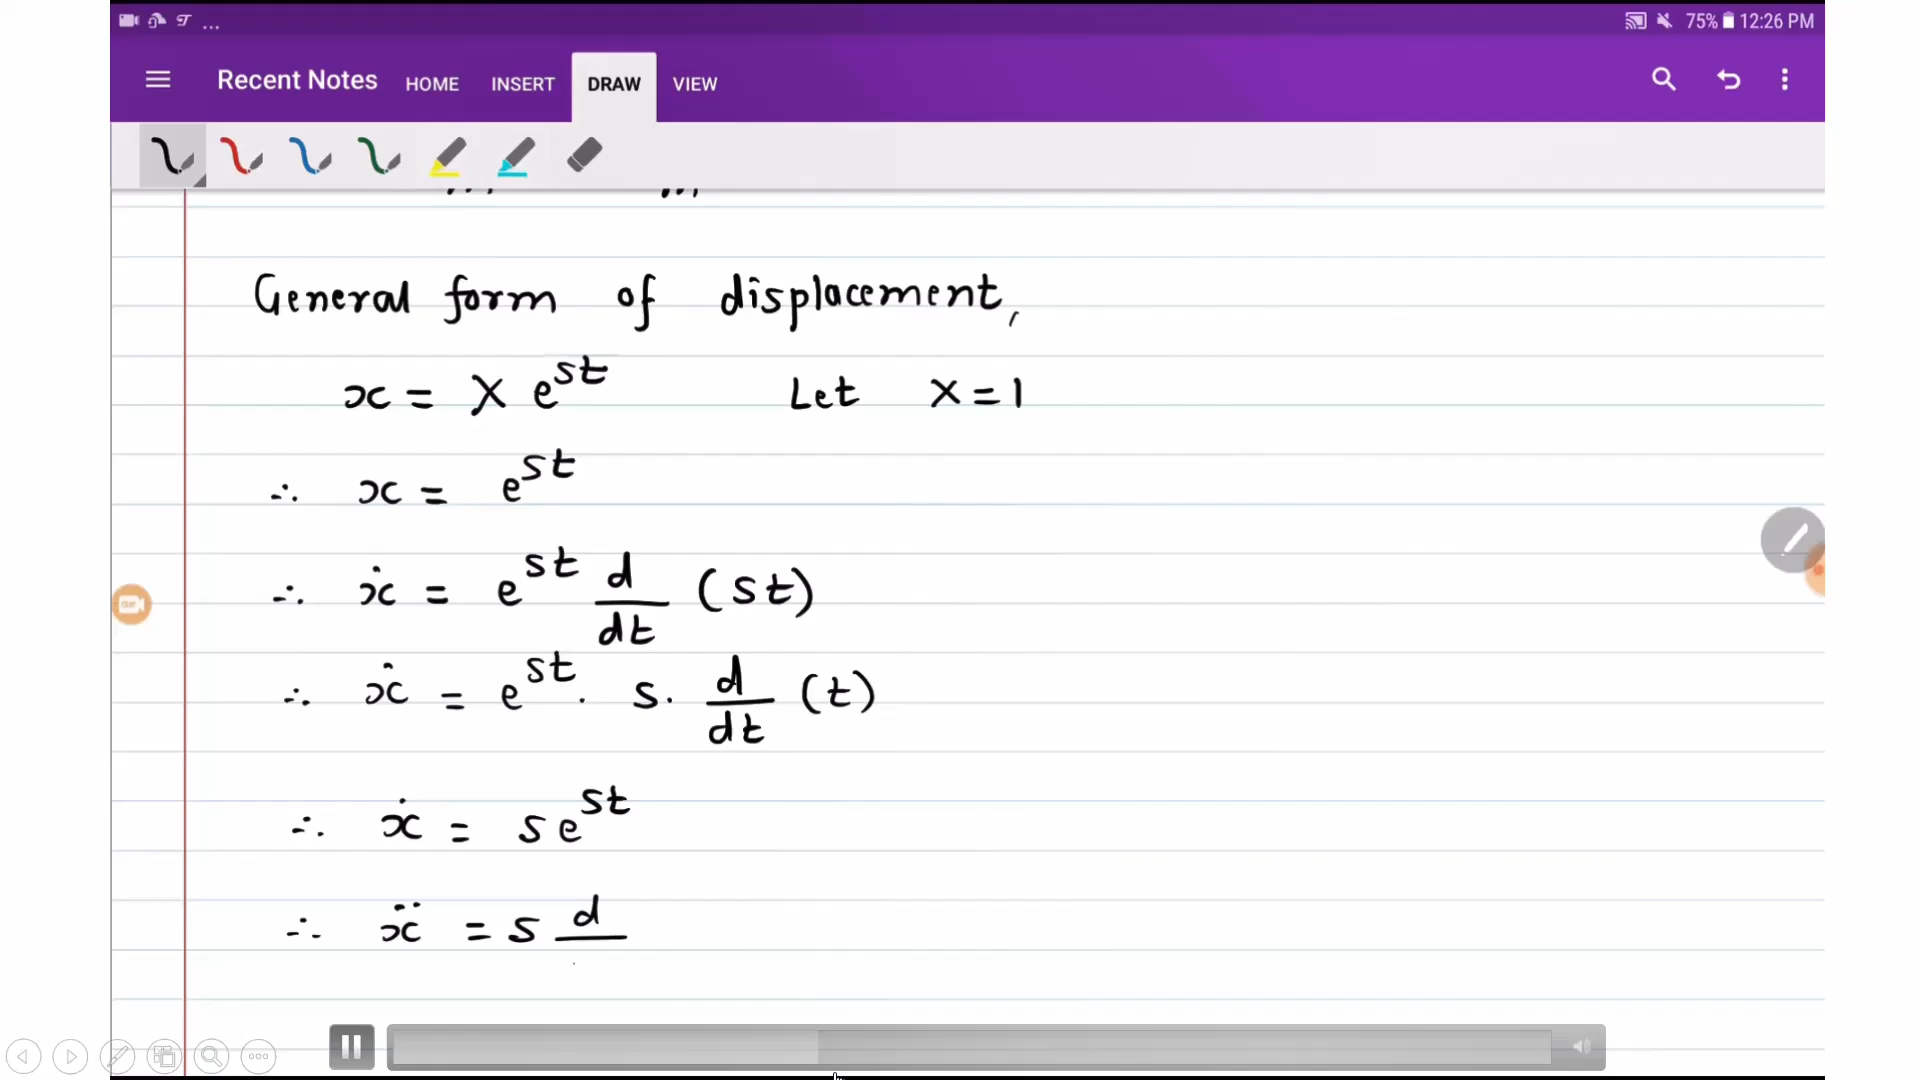 ... 75% 12:26 PM
Recent Notes HOME INSERT DRAW VIEW
General form of displacement,
x = X e^st Let X = 1
∴ x = e^st
∴ ẋ = e^st d/dt (st)
∴ ẋ = e^st · s · d/dt (t)
∴ ẋ = s e^st
∴ ẍ = s d
GIF